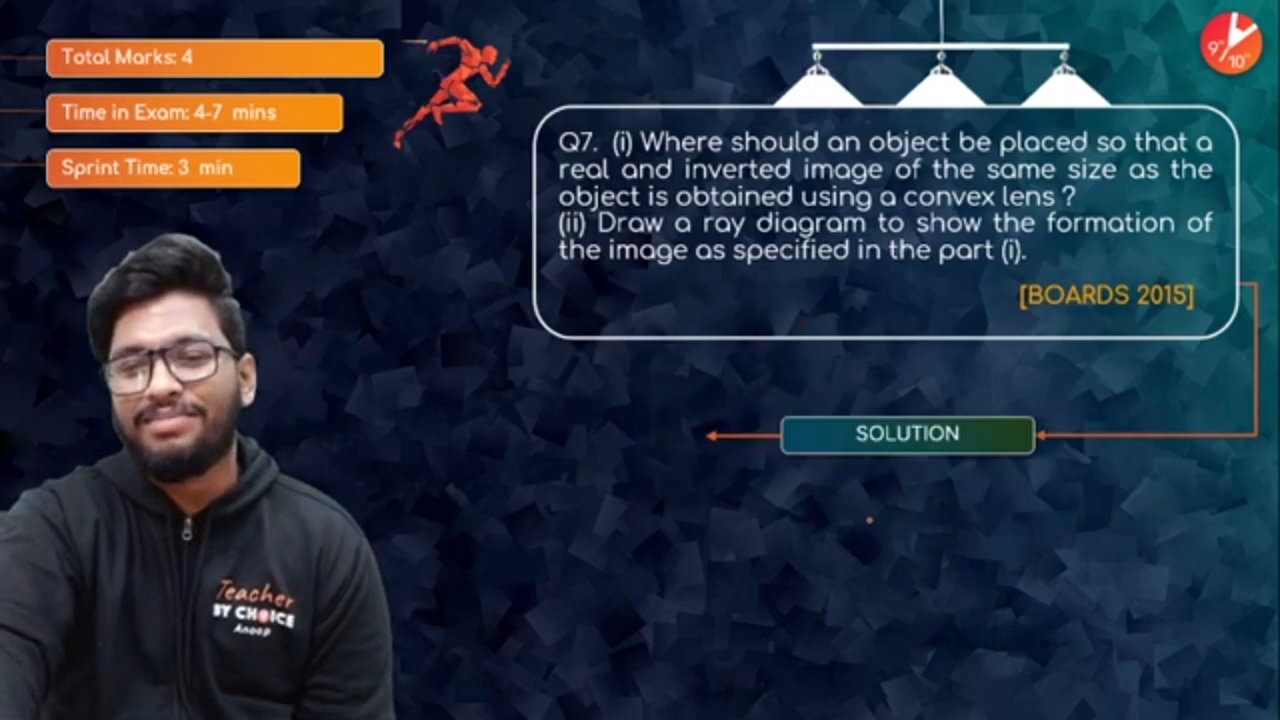 Total Marks: 4
Time in Exam: 4-7 mins
Sprint Time: 3 min
9th
10th
Q7. (i) Where should an object be placed so that a
real and inverted image of the same size as the
object is obtained using a convex lens ?
(ii) Draw a ray diagram to show the formation of
the image as specified in the part (i).
[BOARDS 2015]
SOLUTION
Teacher
BY CHOICE
Anoop